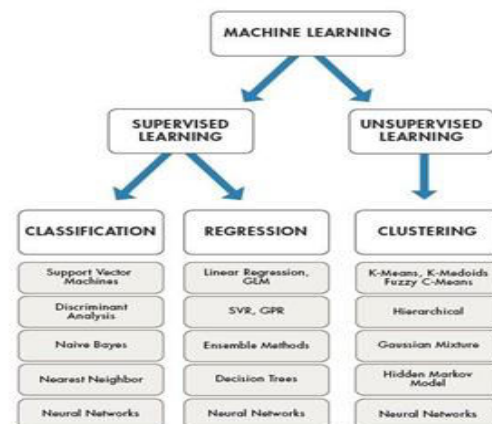 MACHINE LEARNING
SUPERVISED
LEARNING
UNSUPERVISED
LEARNING
CLASSIFICATION
REGRESSION
CLUSTERING
Support Vector
Machines
Linear Regression,
GLM
K-Means, K-Medoids
Fuzzy C-Means
Discriminant
Analysis
SVR, GPR
Hierarchical
Naive Bayes
Ensemble Methods
Gaussian Mixture
Nearest Neighbor
Decision Trees
Hidden Markov
Model
Neural Networks
Neural Networks
Neural Networks